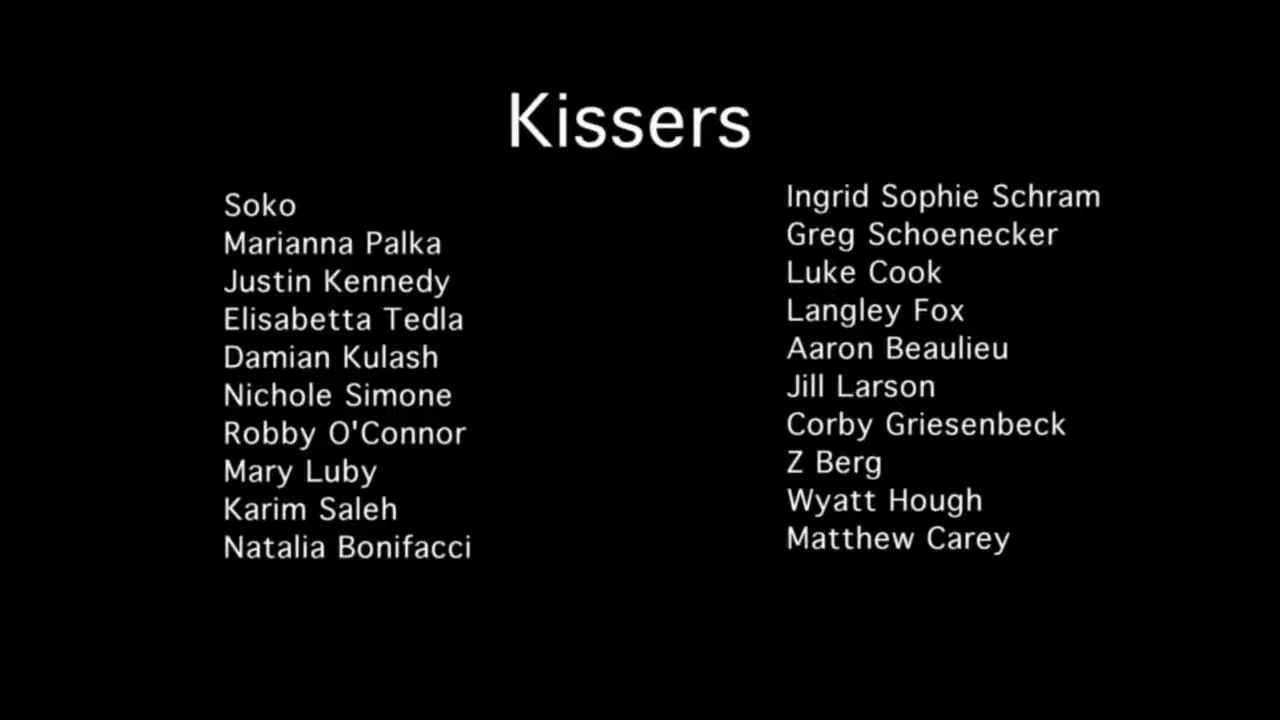 Kissers
Soko
Marianna Palka
Justin Kennedy
Elisabetta Tedla
Damian Kulash
Nichole Simone
Robby O'Connor
Mary Luby
Karim Saleh
Natalia Bonifacci
Ingrid Sophie Schram
Greg Schoenecker
Luke Cook
Langley Fox
Aaron Beaulieu
Jill Larson
Corby Griesenbeck
Z Berg
Wyatt Hough
Matthew Carey